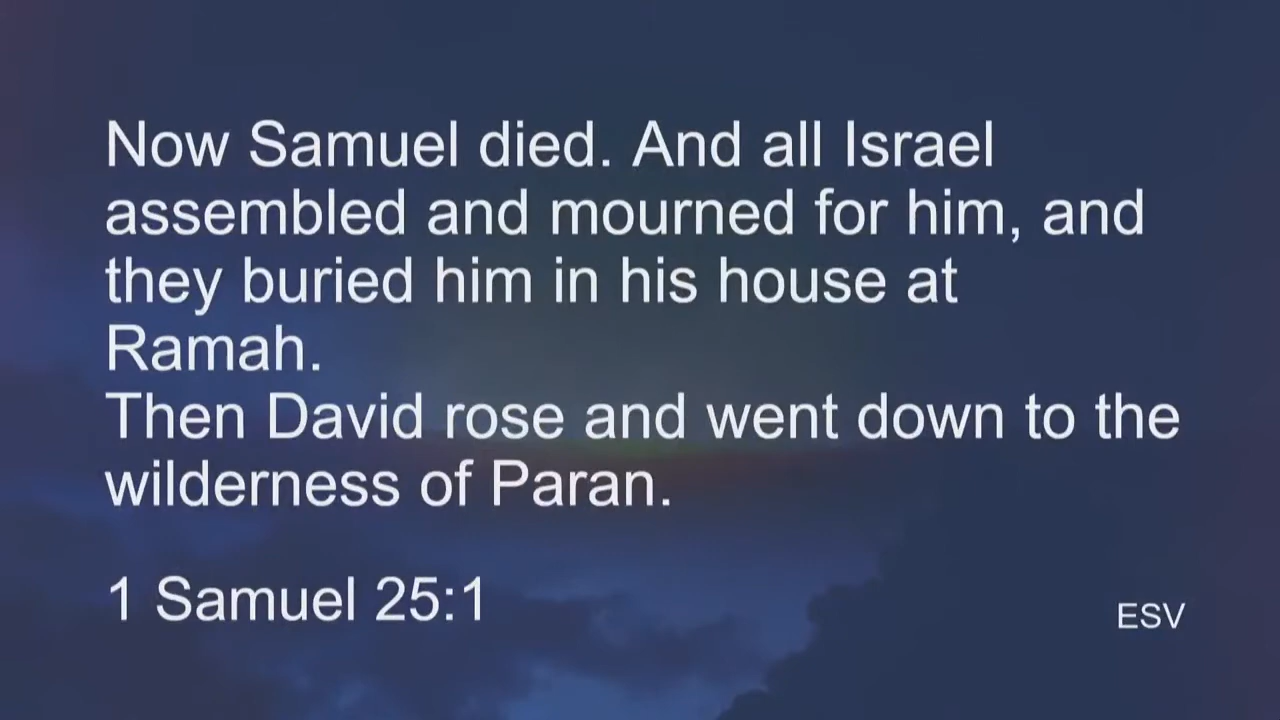 Now Samuel died. And all Israel
assembled and mourned for him, and
they buried him in his house at
Ramah.
Then David rose and went down to the
wilderness of Paran.
1 Samuel 25:1
ESV